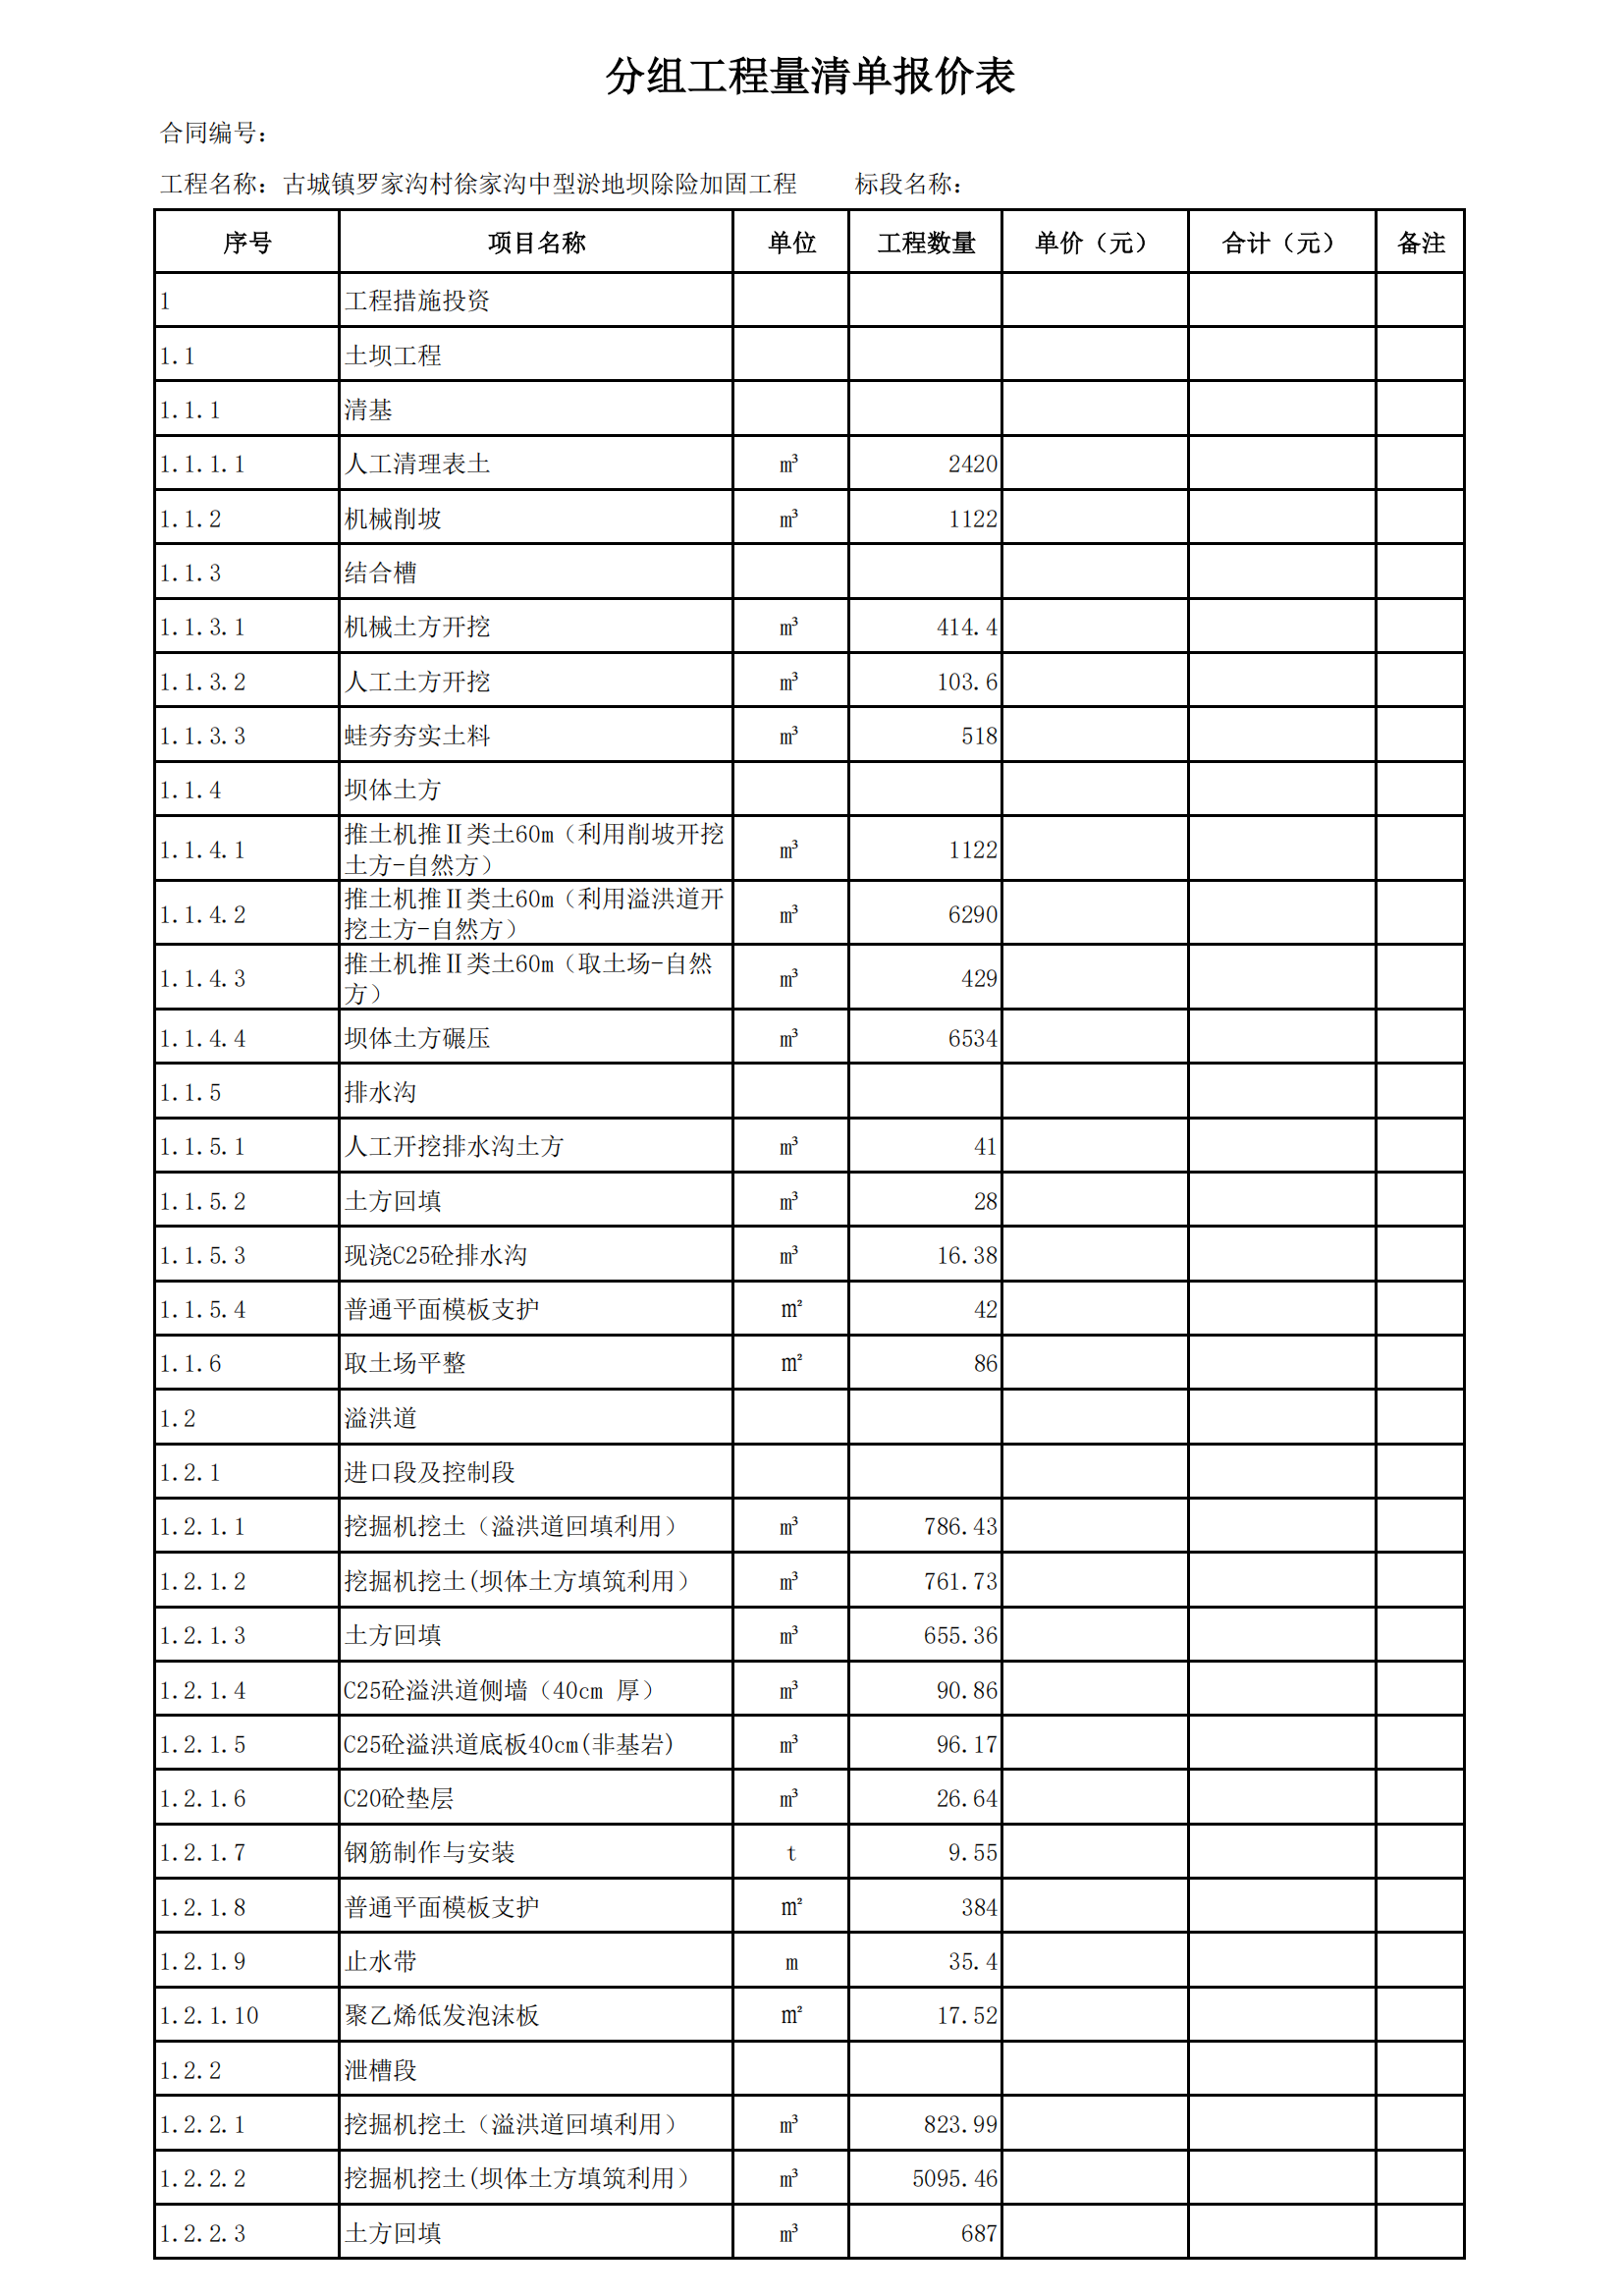 分组工程量清单报价表
合同编号：
工程名称：古城镇罗家沟村徐家沟中型淤地坝除险加固工程 标段名称：
序号 项目名称 单位 工程数量 单价（元） 合计（元） 备注
1 工程措施投资
1.1 土坝工程
1.1.1 清基
1.1.1.1 人工清理表土 m³ 2420
1.1.2 机械削坡 m³ 1122
1.1.3 结合槽
1.1.3.1 机械土方开挖 m³ 414.4
1.1.3.2 人工土方开挖 m³ 103.6
1.1.3.3 蛙夯夯实土料 m³ 518
1.1.4 坝体土方
1.1.4.1 推土机推Ⅱ类土60m（利用削坡开挖
土方-自然方） m³ 1122
1.1.4.2 推土机推Ⅱ类土60m（利用溢洪道开
挖土方-自然方） m³ 6290
1.1.4.3 推土机推Ⅱ类土60m（取土场-自然
方） m³ 429
1.1.4.4 坝体土方碾压 m³ 6534
1.1.5 排水沟
1.1.5.1 人工开挖排水沟土方 m³ 41
1.1.5.2 土方回填 m³ 28
1.1.5.3 现浇C25砼排水沟 m³ 16.38
1.1.5.4 普通平面模板支护 m² 42
1.1.6 取土场平整 m² 86
1.2 溢洪道
1.2.1 进口段及控制段
1.2.1.1 挖掘机挖土（溢洪道回填利用） m³ 786.43
1.2.1.2 挖掘机挖土(坝体土方填筑利用） m³ 761.73
1.2.1.3 土方回填 m³ 655.36
1.2.1.4 C25砼溢洪道侧墙（40cm 厚） m³ 90.86
1.2.1.5 C25砼溢洪道底板40cm(非基岩) m³ 96.17
1.2.1.6 C20砼垫层 m³ 26.64
1.2.1.7 钢筋制作与安装 t 9.55
1.2.1.8 普通平面模板支护 m² 384
1.2.1.9 止水带 m 35.4
1.2.1.10 聚乙烯低发泡沫板 m² 17.52
1.2.2 泄槽段
1.2.2.1 挖掘机挖土（溢洪道回填利用） m³ 823.99
1.2.2.2 挖掘机挖土(坝体土方填筑利用） m³ 5095.46
1.2.2.3 土方回填 m³ 687